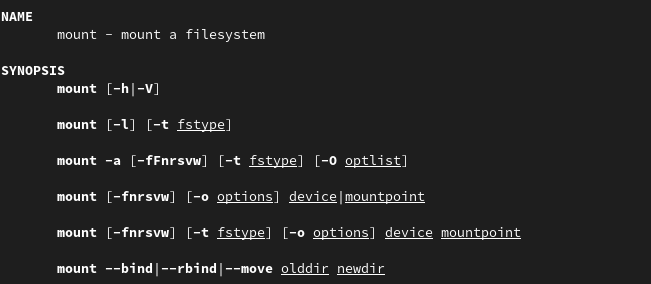 NAME
mount - mount a filesystem
SYNOPSIS
mount [-h|-V]
mount [-l] [-t fstype]
mount -a [-fFnrsvw] [-t fstype] [-O optlist]
mount [-fnrsvw] [-o options] device|mountpoint
mount [-fnrsvw] [-t fstype] [-o options] device mountpoint
mount --bind|--rbind|--move olddir newdir